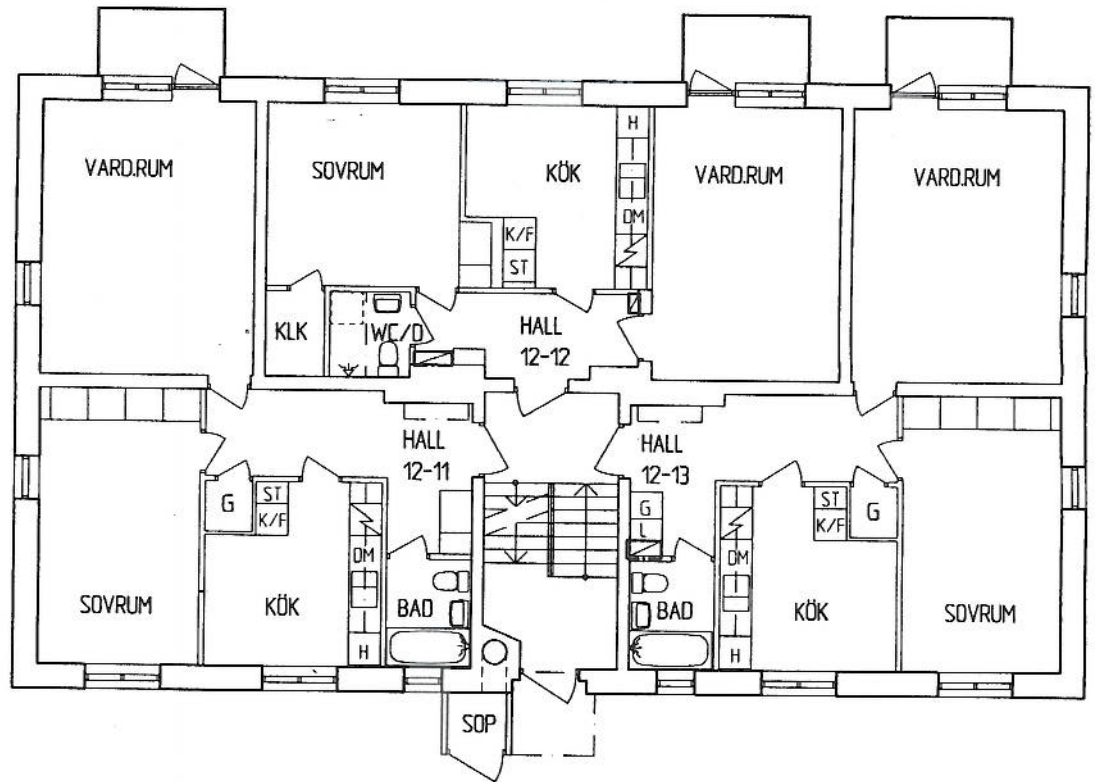 VARD.RUM
SOVRUM
KÖK
H
DM
K/F
ST
VARD.RUM
VARD.RUM
KLK
WC/D
HALL
12-12
HALL
12-11
HALL
12-13
G
ST
K/F
DM
H
KÖK
SOVRUM
BAD
G
L
BAD
DM
H
ST
K/F
G
KÖK
SOVRUM
SOP